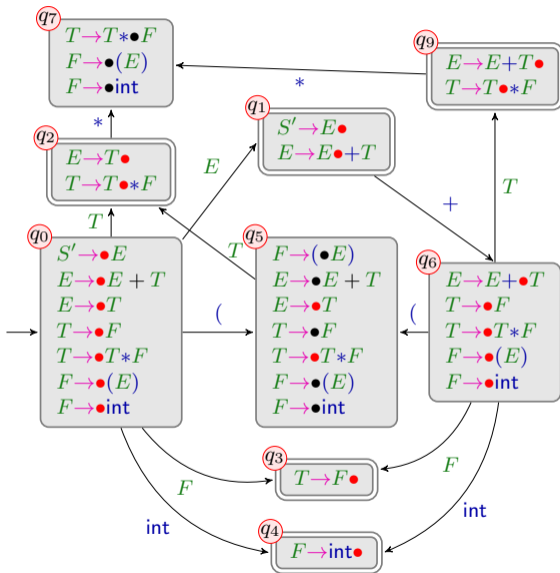 q7
T→T*●F
F→●(E)
F→●int
q9
E→E+T●
T→T●*F
*
q1
S′→E●
E→E●+T
*
q2
E→T●
T→T●*F
E
+
T
T
T
q0
S′→●E
E→●E + T
E→●T
T→●F
T→●T*F
F→●(E)
F→●int
(
q5
F→(●E)
E→●E + T
E→●T
T→●F
T→●T*F
F→●(E)
F→●int
(
q6
E→E+●T
T→●F
T→●T*F
F→●(E)
F→●int
q3
T→F●
F
F
q4
F→int●
int
int